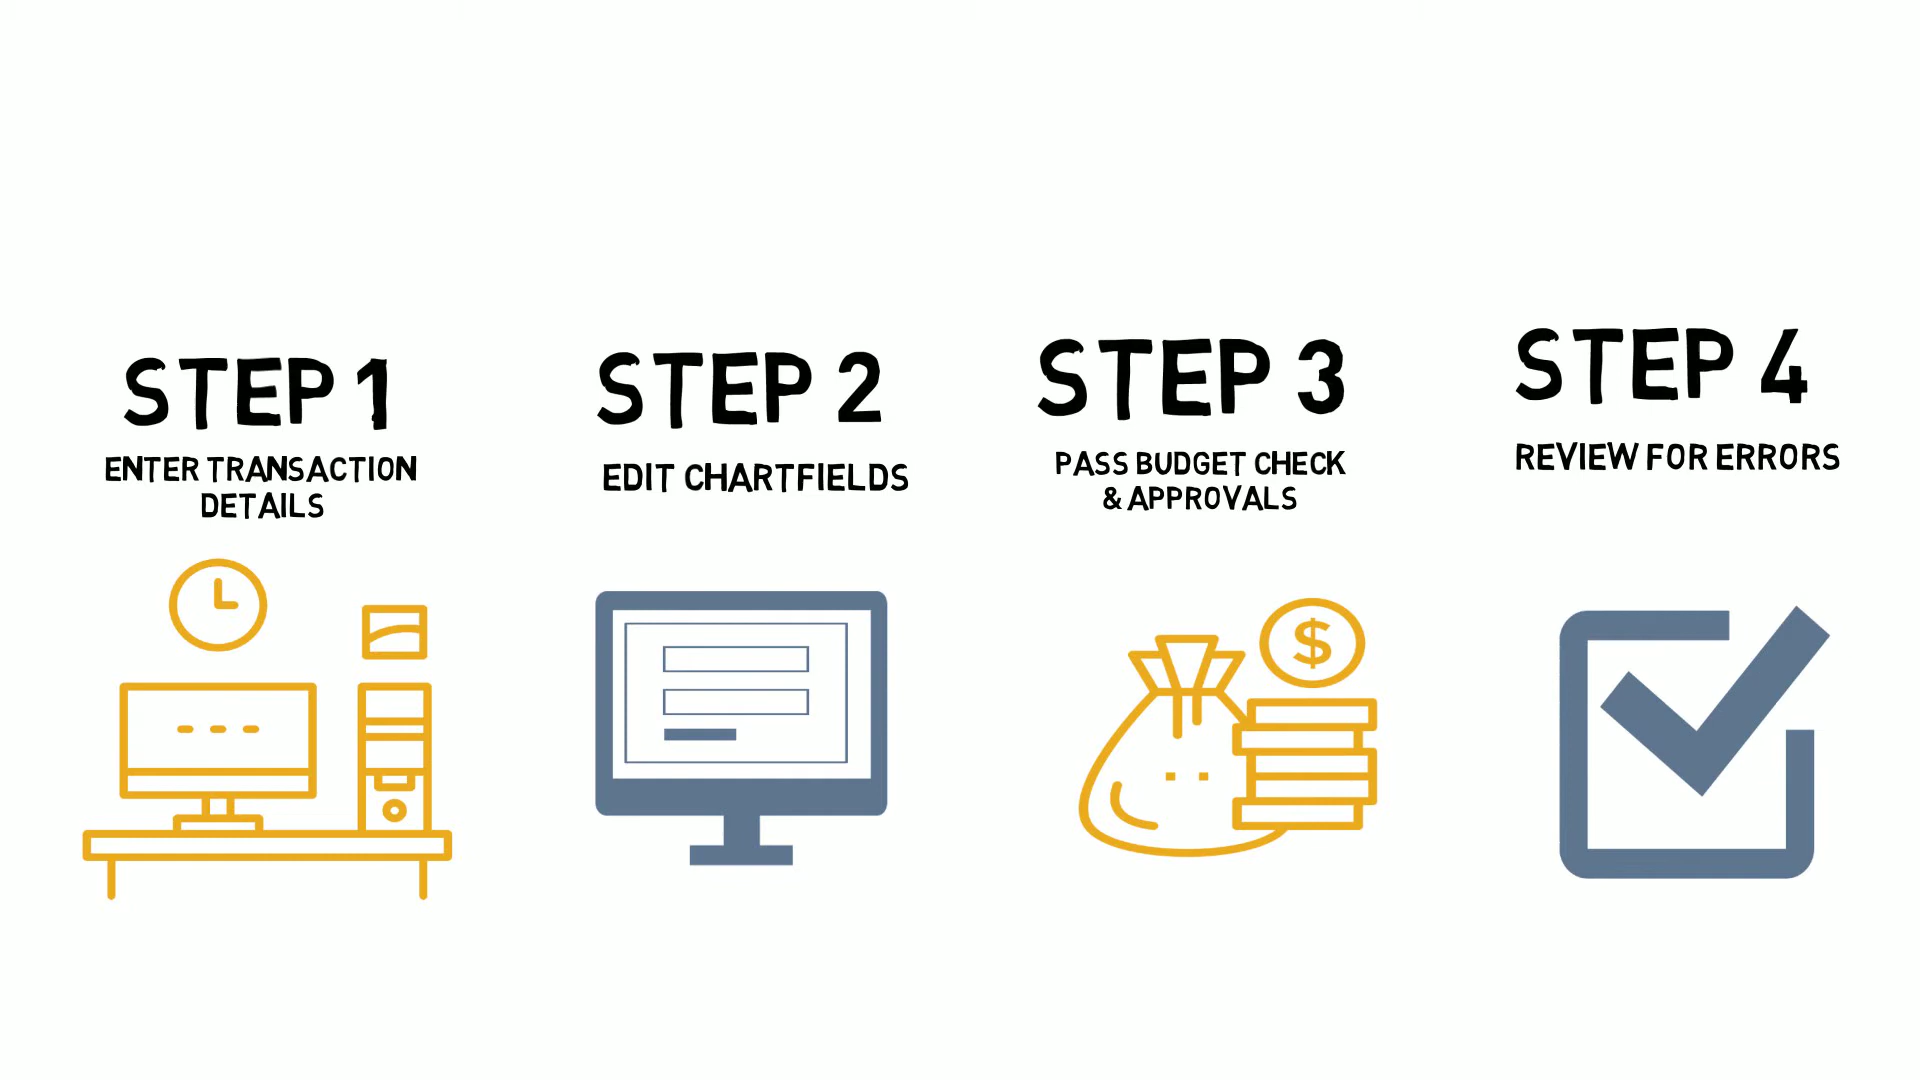 STEP 1
ENTER TRANSACTION
DETAILS
STEP 2
EDIT CHARTFIELDS
STEP 3
PASS BUDGET CHECK
& APPROVALS
$
STEP 4
REVIEW FOR ERRORS